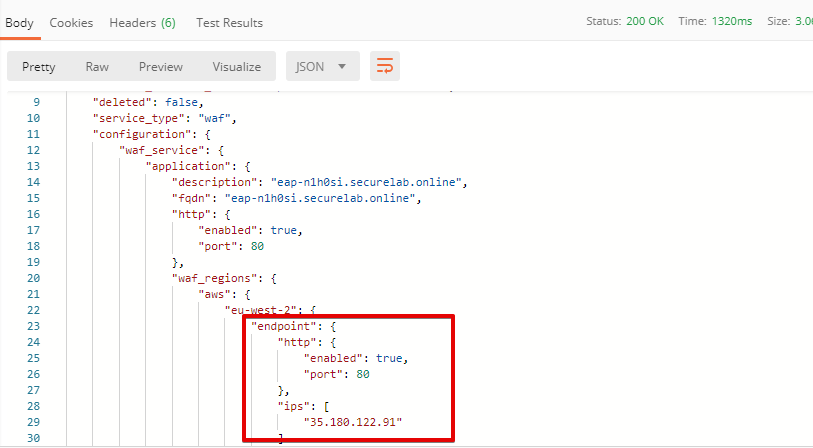 Body Cookies Headers (6) Test Results Status: 200 OK Time: 1320ms Size: 3.0
Pretty Raw Preview Visualize JSON
9 "deleted": false,
10 "service_type": "waf",
11 "configuration": {
12 "waf_service": {
13 "application": {
14 "description": "eap-n1h0si.securelab.online",
15 "fqdn": "eap-n1h0si.securelab.online",
16 "http": {
17 "enabled": true,
18 "port": 80
19 },
20 "waf_regions": {
21 "aws": {
22 "eu-west-2": {
23 "endpoint": {
24 "http": {
25 "enabled": true,
26 "port": 80
27 },
28 "ips": [
29 "35.180.122.91"
30 ]